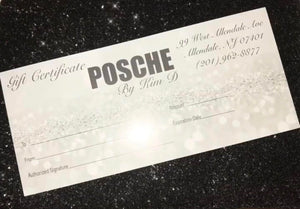 Gift Certificate
POSCHE
By Kim D
99 West Allendale Ave
Allendale, NJ 07401
(201) 962-8877
To
From
Authorized Signature
Amount
Expiration Date